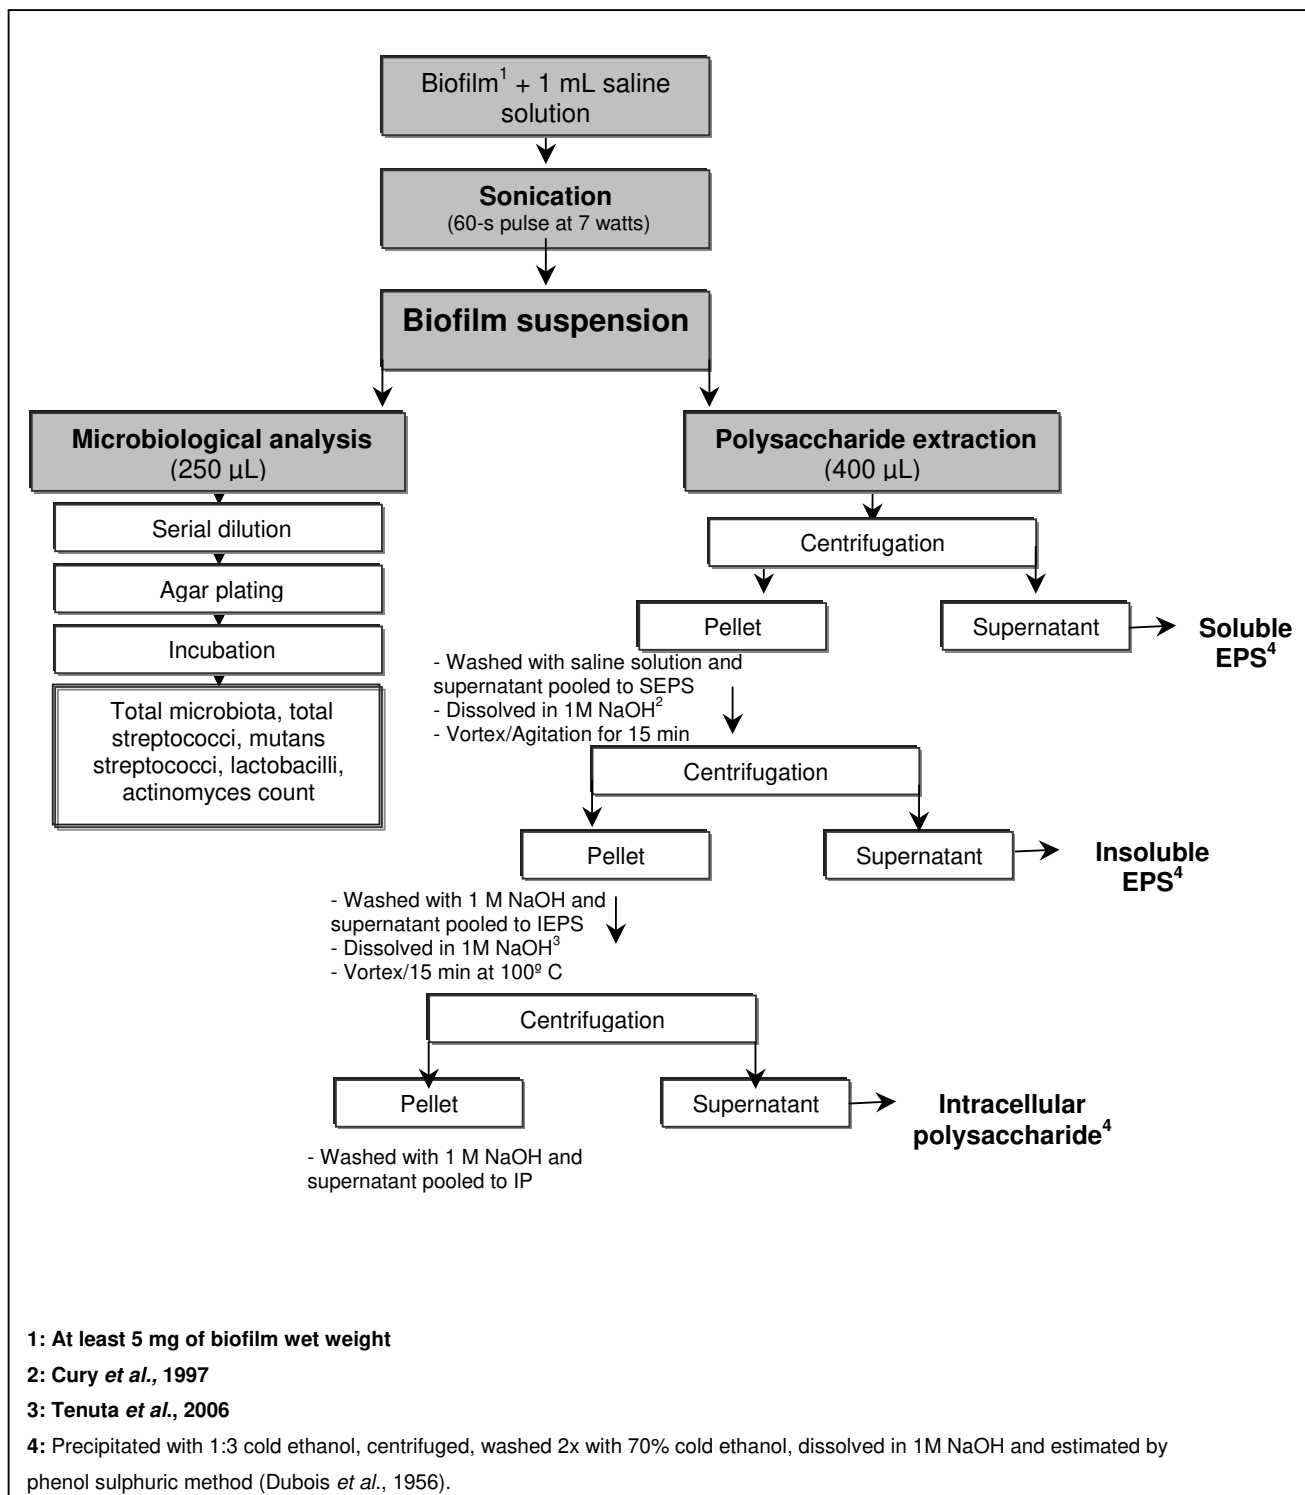 Biofilm1 + 1 mL saline
solution
Sonication
(60-s pulse at 7 watts)
Biofilm suspension
Microbiological analysis
(250 µL)
Serial dilution
Agar plating
Incubation
Total microbiota, total
streptococci, mutans
streptococci, lactobacilli,
actinomyces count
Polysaccharide extraction
(400 µL)
Centrifugation
Pellet
Supernatant
Soluble
EPS4
- Washed with saline solution and
supernatant pooled to SEPS
- Dissolved in 1M NaOH2
- Vortex/Agitation for 15 min
Centrifugation
Pellet
Supernatant
Insoluble
EPS4
- Washed with 1 M NaOH and
supernatant pooled to IEPS
- Dissolved in 1M NaOH3
- Vortex/15 min at 100º C
Centrifugation
Pellet
Supernatant
Intracellular
polysaccharide4
- Washed with 1 M NaOH and
supernatant pooled to IP
1: At least 5 mg of biofilm wet weight
2: Cury et al., 1997
3: Tenuta et al., 2006
4: Precipitated with 1:3 cold ethanol, centrifuged, washed 2x with 70% cold ethanol, dissolved in 1M NaOH and estimated by
phenol sulphuric method (Dubois et al., 1956).